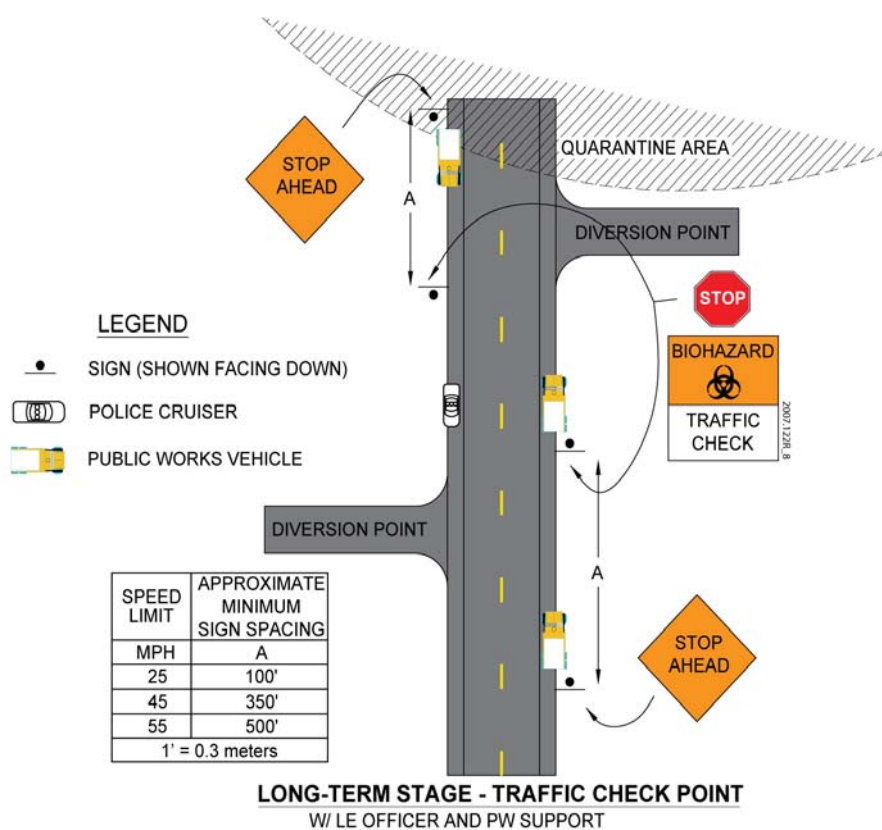 STOP
AHEAD
QUARANTINE AREA
A
DIVERSION POINT
STOP
LEGEND
BIOHAZARD
TRAFFIC
CHECK
2007.122R_B
SIGN (SHOWN FACING DOWN)
POLICE CRUISER
PUBLIC WORKS VEHICLE
DIVERSION POINT
A
SPEED
LIMIT
APPROXIMATE
MINIMUM
SIGN SPACING
MPH A
25 100'
45 350'
55 500'
1' = 0.3 meters
STOP
AHEAD
LONG-TERM STAGE - TRAFFIC CHECK POINT
W/ LE OFFICER AND PW SUPPORT